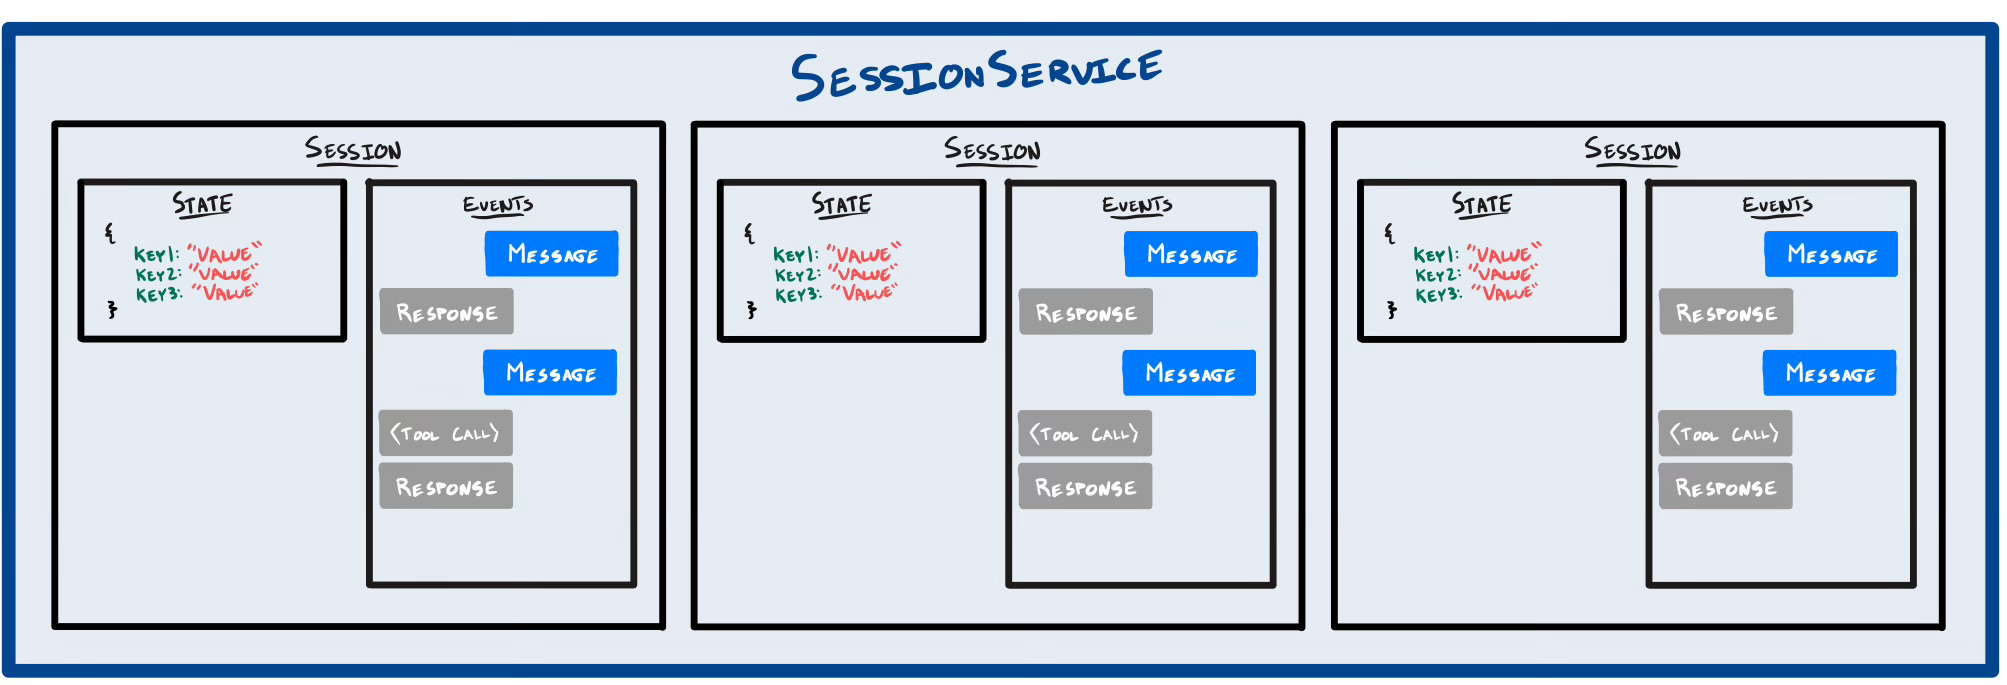 SESSIONSERVICE
SESSION
STATE
{
KEY1: "VALUE"
KEY2: "VALUE"
KEY3: "VALUE"
}
EVENTS
MESSAGE
RESPONSE
MESSAGE
<TOOL CALL>
RESPONSE
SESSION
STATE
{
KEY1: "VALUE"
KEY2: "VALUE"
KEY3: "VALUE"
}
EVENTS
MESSAGE
RESPONSE
MESSAGE
<TOOL CALL>
RESPONSE
SESSION
STATE
{
KEY1: "VALUE"
KEY2: "VALUE"
KEY3: "VALUE"
}
EVENTS
MESSAGE
RESPONSE
MESSAGE
<TOOL CALL>
RESPONSE